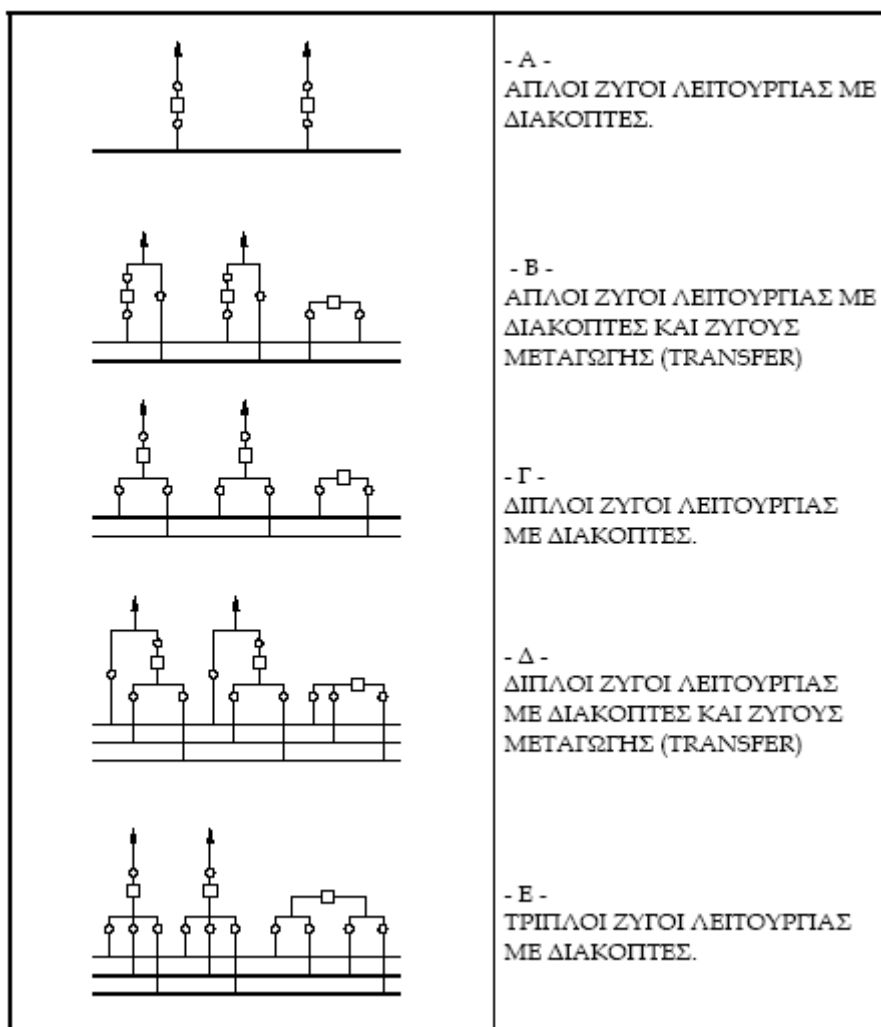 - Α -
ΑΠΛΟΙ ΖΥΓΟΙ ΛΕΙΤΟΥΡΓΙΑΣ ΜΕ
ΔΙΑΚΟΠΤΕΣ.
- Β -
ΑΠΛΟΙ ΖΥΓΟΙ ΛΕΙΤΟΥΡΓΙΑΣ ΜΕ
ΔΙΑΚΟΠΤΕΣ ΚΑΙ ΖΥΓΟΥΣ
ΜΕΤΑΓΩΓΗΣ (TRANSFER)
- Γ -
ΔΙΠΛΟΙ ΖΥΓΟΙ ΛΕΙΤΟΥΡΓΙΑΣ
ΜΕ ΔΙΑΚΟΠΤΕΣ.
- Δ -
ΔΙΠΛΟΙ ΖΥΓΟΙ ΛΕΙΤΟΥΡΓΙΑΣ
ΜΕ ΔΙΑΚΟΠΤΕΣ ΚΑΙ ΖΥΓΟΥΣ
ΜΕΤΑΓΩΓΗΣ (TRANSFER)
- Ε -
ΤΡΙΠΛΟΙ ΖΥΓΟΙ ΛΕΙΤΟΥΡΓΙΑΣ
ΜΕ ΔΙΑΚΟΠΤΕΣ.